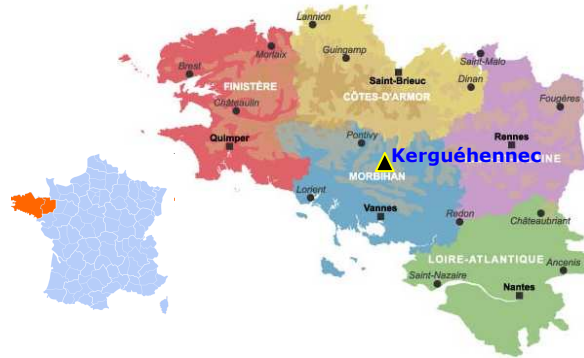 Lannion
Morlaix
Guingamp
Saint-Malo
Brest
Saint-Brieuc
Dinan
FINISTÈRE
CÔTES-D'ARMOR
Fougères
Châteaulin
Quimper
Pontivy
Rennes
Kerguéhennec
INE
MORBIHAN
Lorient
Vannes
Redon
Châteaubriant
LOIRE-ATLANTIQUE
Ancenis
Saint-Nazaire
Nantes